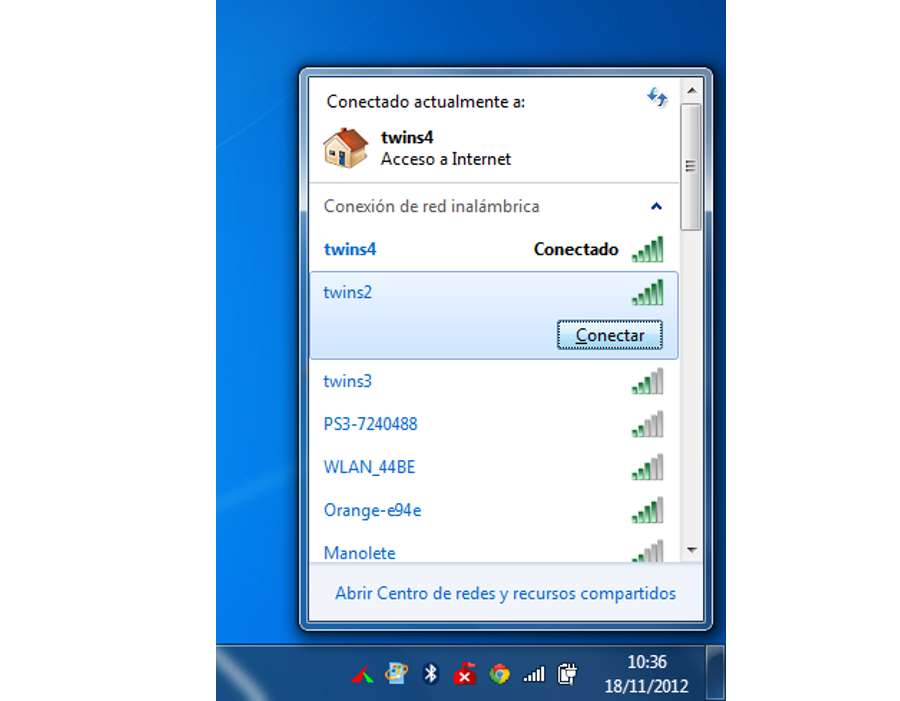 Conectado actualmente a:
twins4
Acceso a Internet
Conexión de red inalámbrica
twins4 Conectado
twins2
Conectar
twins3
PS3-7240488
WLAN_44BE
Orange-e94e
Manolete
Abrir Centro de redes y recursos compartidos
10:36
18/11/2012